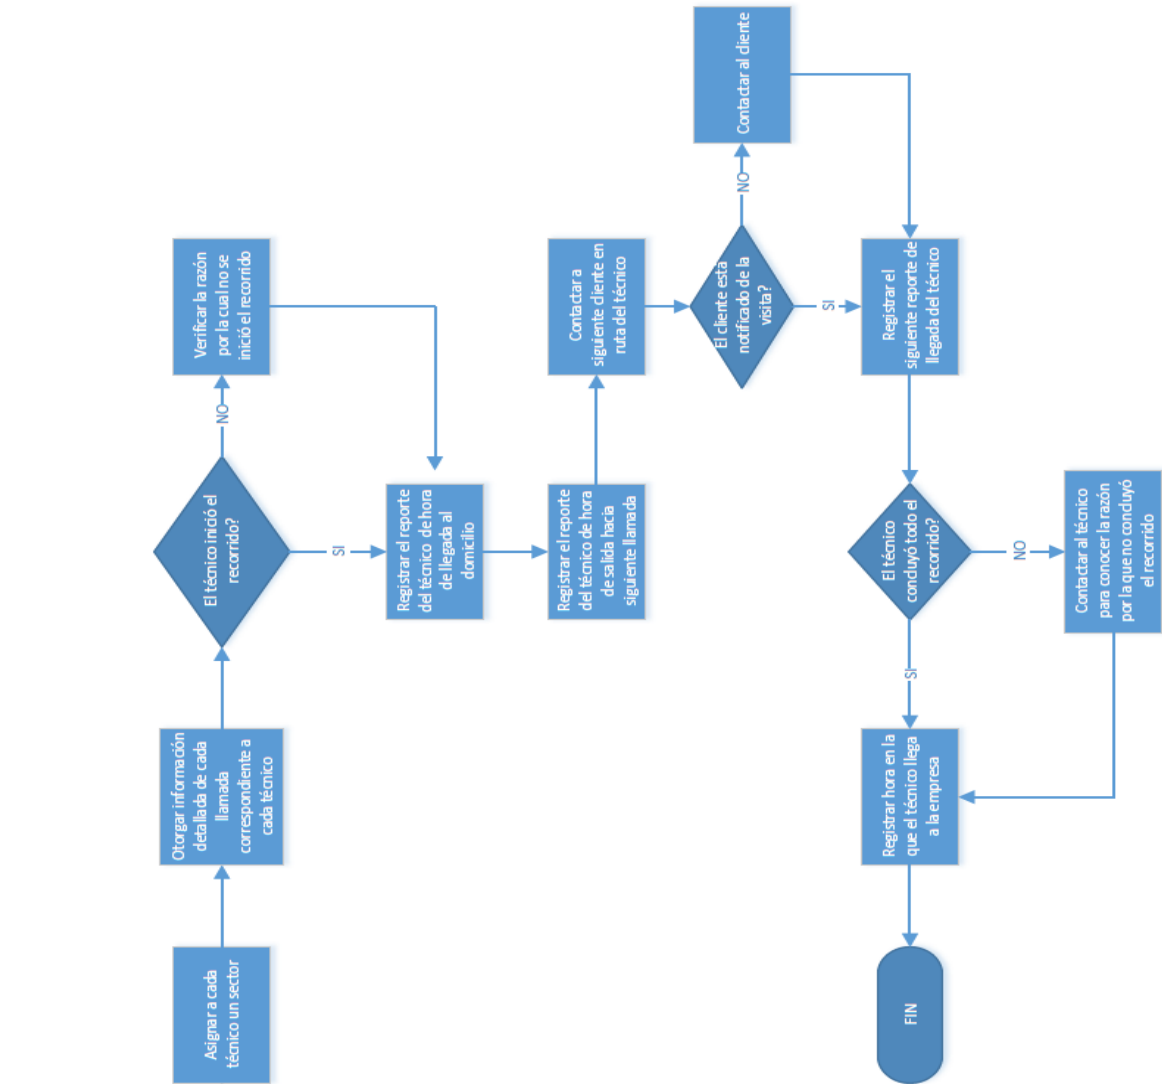 Asignar a cada
técnico un sector
Otorgar información
detallada de cada
llamada
correspondiente a
cada técnico
El técnico inició el
recorrido?
NO
Verificar la razón
por la cual no se
inició el recorrido
SI
Registrar el reporte
del técnico de hora
de llegada al
domicilio
Registrar el reporte
del técnico de hora
de salida hacia
siguiente llamada
Contactar a
siguiente cliente en
ruta del técnico
El cliente esta
notificado de la
visita?
NO
Contactar al cliente
SI
Registrar el
siguiente reporte de
llegada del técnico
El técnico
concluyó todo el
recorrido?
NO
Contactar al técnico
para conocer la razón
por la que no concluyó
el recorrido
SI
Registrar hora en la
que el técnico llega
a la empresa
FIN